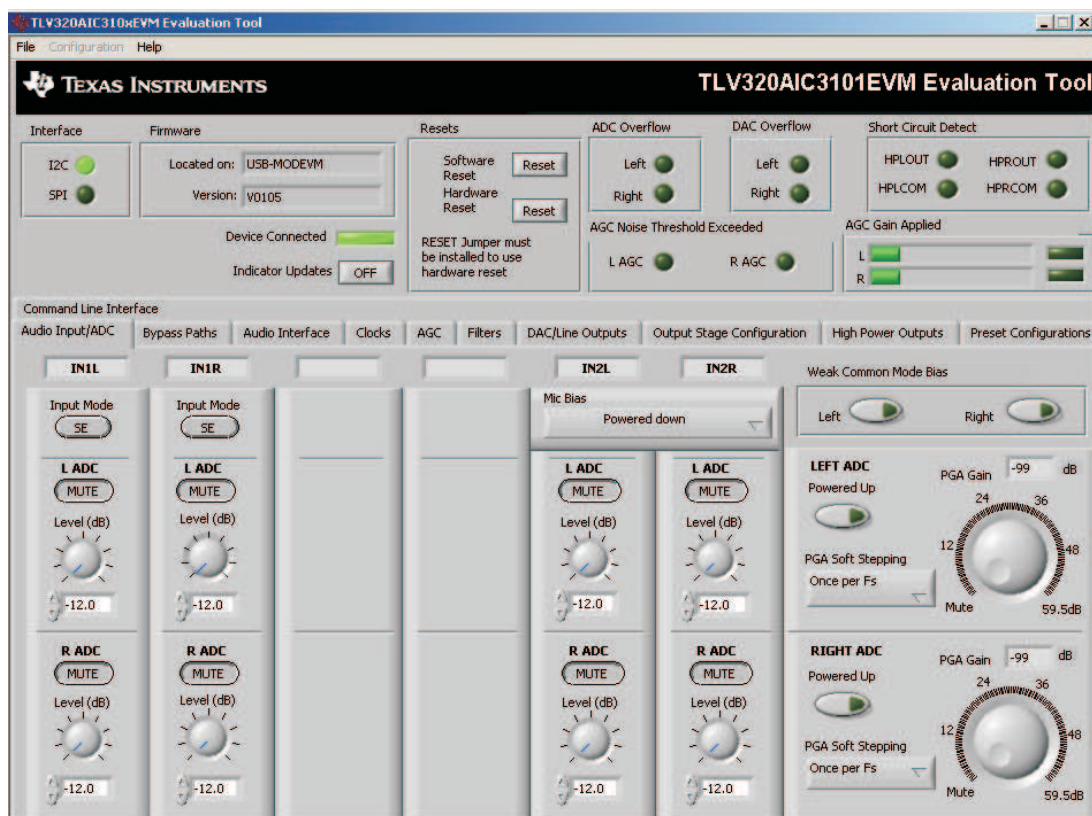 TLV320AIC310xEVM Evaluation Tool
File Configuration Help
TEXAS INSTRUMENTS
TLV320AIC3101EVM Evaluation Tool
Interface
I2C
SPI
Firmware
Located on: USB-MODEVM
Version: V0105
Device Connected
Indicator Updates OFF
Resets
Software Reset
Reset
Hardware Reset
Reset
RESET Jumper must
be installed to use
hardware reset
ADC Overflow
Left
Right
DAC Overflow
Left
Right
Short Circuit Detect
HPLOUT HPROUT
HPLCOM HPRCOM
AGC Noise Threshold Exceeded
L AGC R AGC
AGC Gain Applied
L
R
Command Line Interface
Audio Input/ADC Bypass Paths Audio Interface Clocks AGC Filters DAC/Line Outputs Output Stage Configuration High Power Outputs Preset Configurations
IN1L IN1R IN2L IN2R
Input Mode
SE
Input Mode
SE
Mic Bias
Powered down
L ADC L ADC L ADC L ADC
MUTE MUTE MUTE MUTE
Level (dB) Level (dB) Level (dB) Level (dB)
-12.0 -12.0 -12.0 -12.0
R ADC R ADC R ADC R ADC
MUTE MUTE MUTE MUTE
Level (dB) Level (dB) Level (dB) Level (dB)
-12.0 -12.0 -12.0 -12.0
Weak Common Mode Bias
Left Right
LEFT ADC
Powered Up
PGA Gain -99 dB
24 36
12 48
Mute 59.5dB
PGA Soft Stepping
Once per Fs
RIGHT ADC
Powered Up
PGA Gain -99 dB
24 36
12 48
Mute 59.5dB
PGA Soft Stepping
Once per Fs